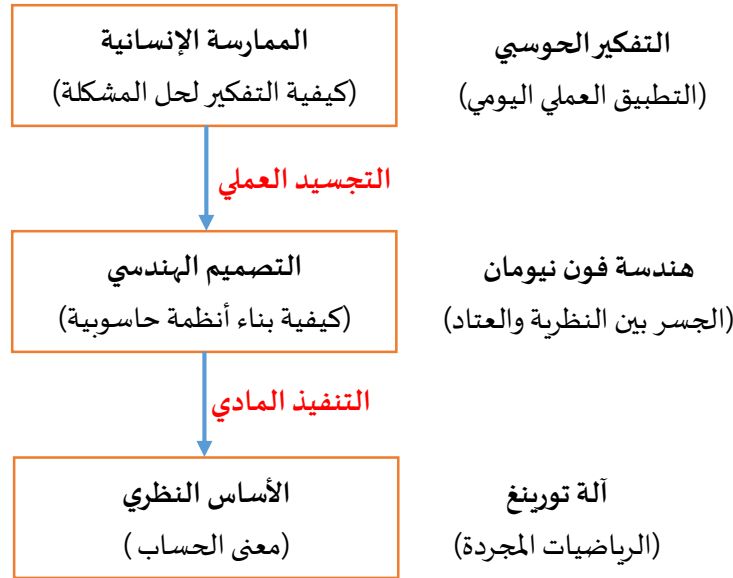 الممارسة الإنسانية
(كيفية التفكير لحل المشكلة)
التفكير الحوسبي
(التطبيق العملي اليومي)
التجسيد العملي
التصميم الهندسي
(كيفية بناء أنظمة حاسوبية)
هندسة فون نيومان
(الجسر بين النظرية والعتاد)
التنفيذ المادي
الأساس النظري
(معنى الحساب )
آلة تورينغ
(الرياضيات المجردة)